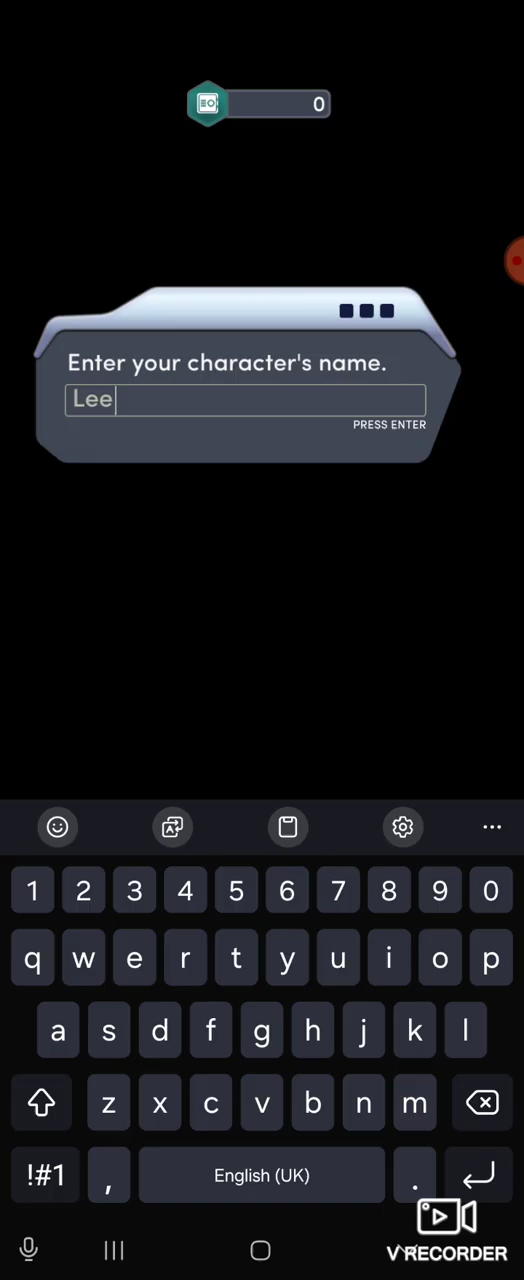 0
Enter your character's name.
Lee
PRESS ENTER
1 2 3 4 5 6 7 8 9 0
q w e r t y u i o p
a s d f g h j k l
z x c v b n m
!#1 , English (UK) .
V RECORDER